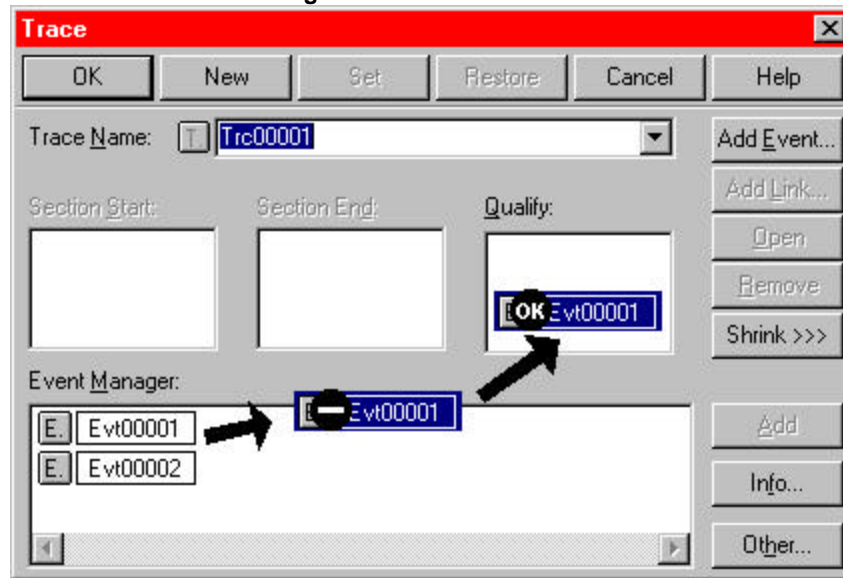 Trace
OK New Set Restore Cancel Help
Trace Name: T Trc00001 Add Event...
Add Link...
Section Start: Section End: Qualify:
Open
Remove
OK Evt00001
Shrink >>>
Event Manager:
Evt00001
E. Evt00001 Add
E. Evt00002
Info...
Other...